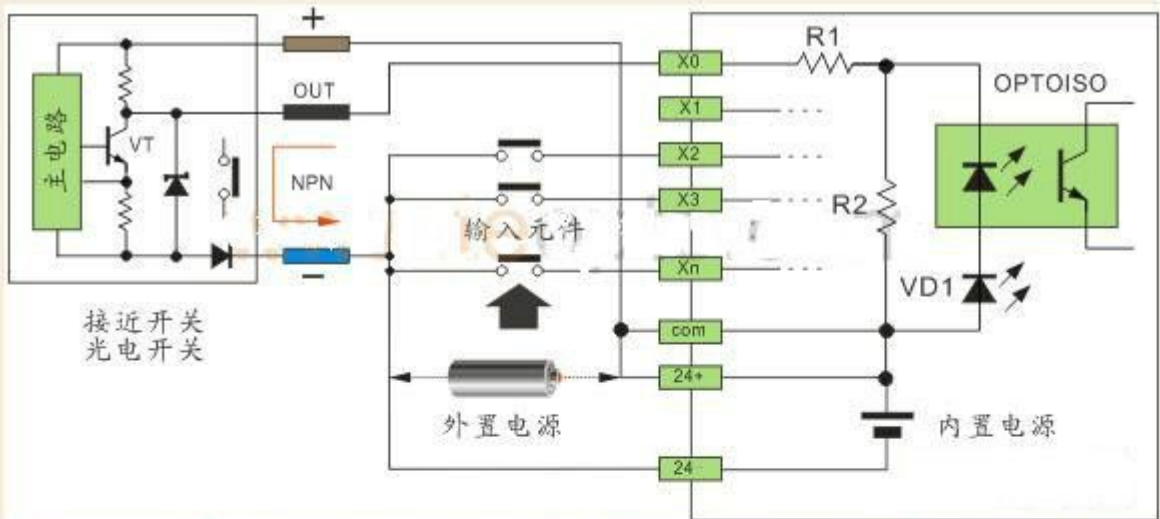 +
R1
X0
OPTOISO
OUT
X1
主电路
VT
X2
NPN
X3
R2
输入元件
Xn
VD1
−
接近开关
光电开关
com
24+
外置电源
内置电源
24